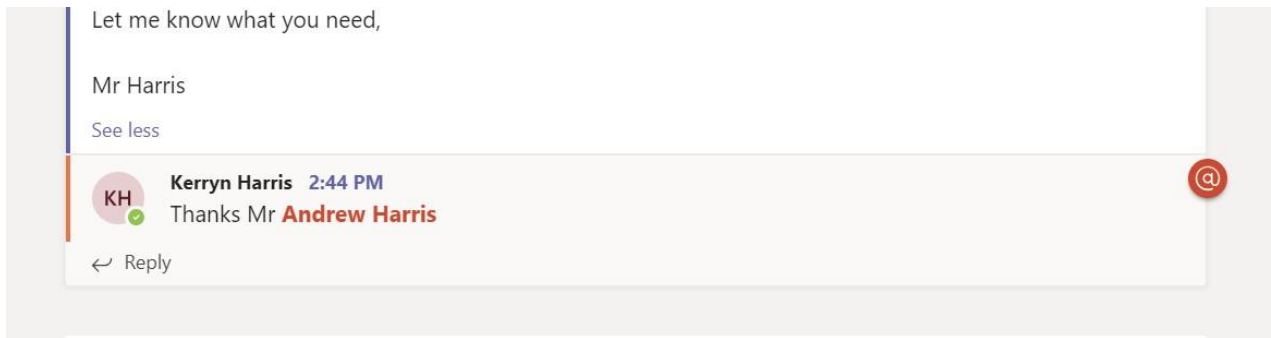 Let me know what you need,
Mr Harris
See less
KH
Kerryn Harris 2:44 PM
@
Thanks Mr Andrew Harris
Reply